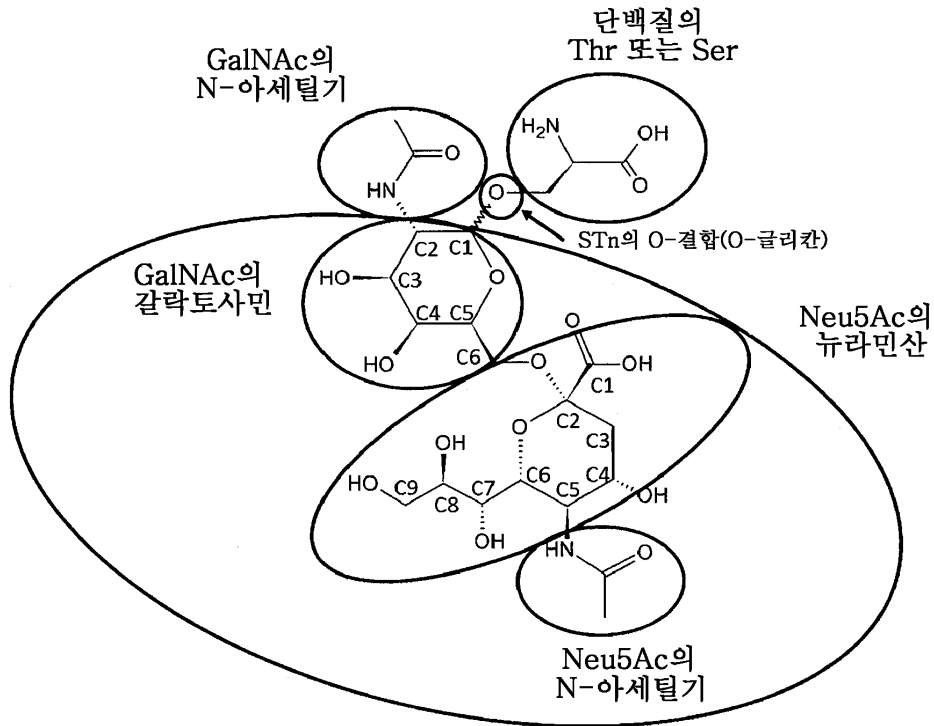 단백질의
Thr 또는 Ser
GalNAc의
N-아세틸기
H₂N
OH
O
O
HN
O
STn의 O-결합(O-글리칸)
C2 C1
GalNAc의
갈락토사민
HO
C3
O
C4 C5
HO
C6
O
O
OH
C1
Neu5Ac의
뉴라민산
C2
O
C3
OH
HO
C9
C8
C7
C6
C5
C4
OH
OH
HN
O
Neu5Ac의
N-아세틸기